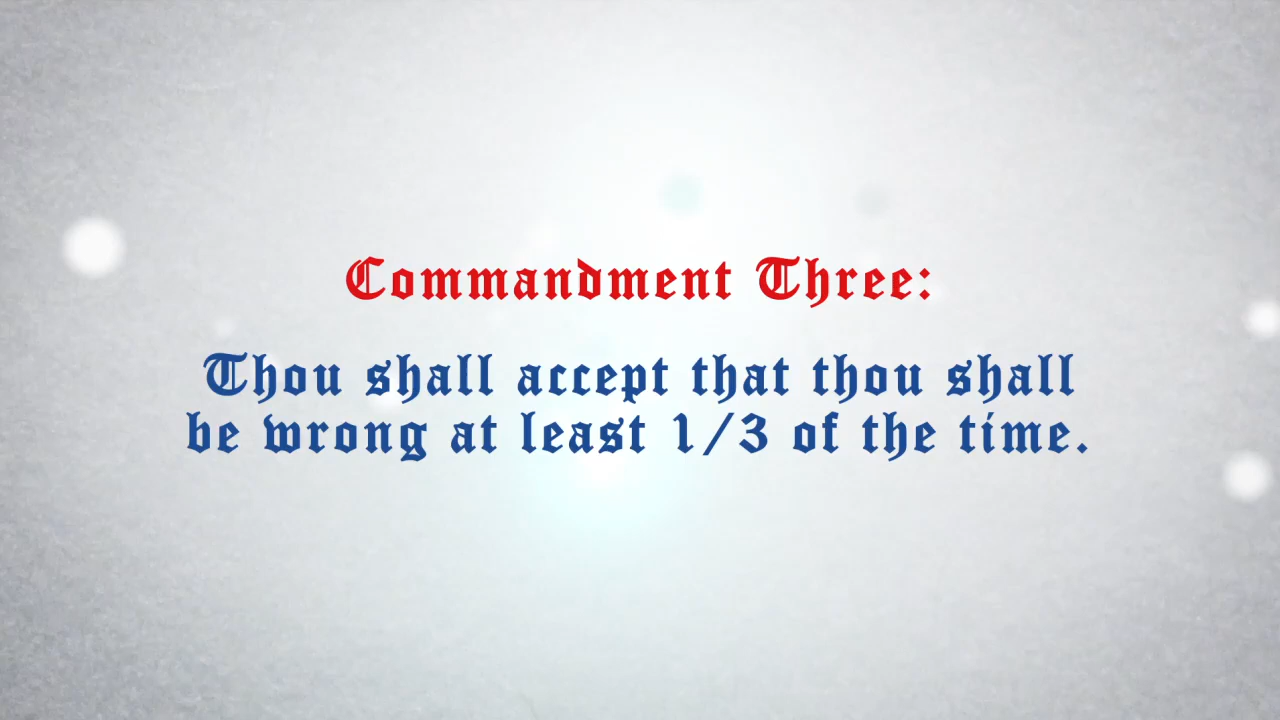 Commandment Three:
Thou shall accept that thou shall
be wrong at least 1/3 of the time.